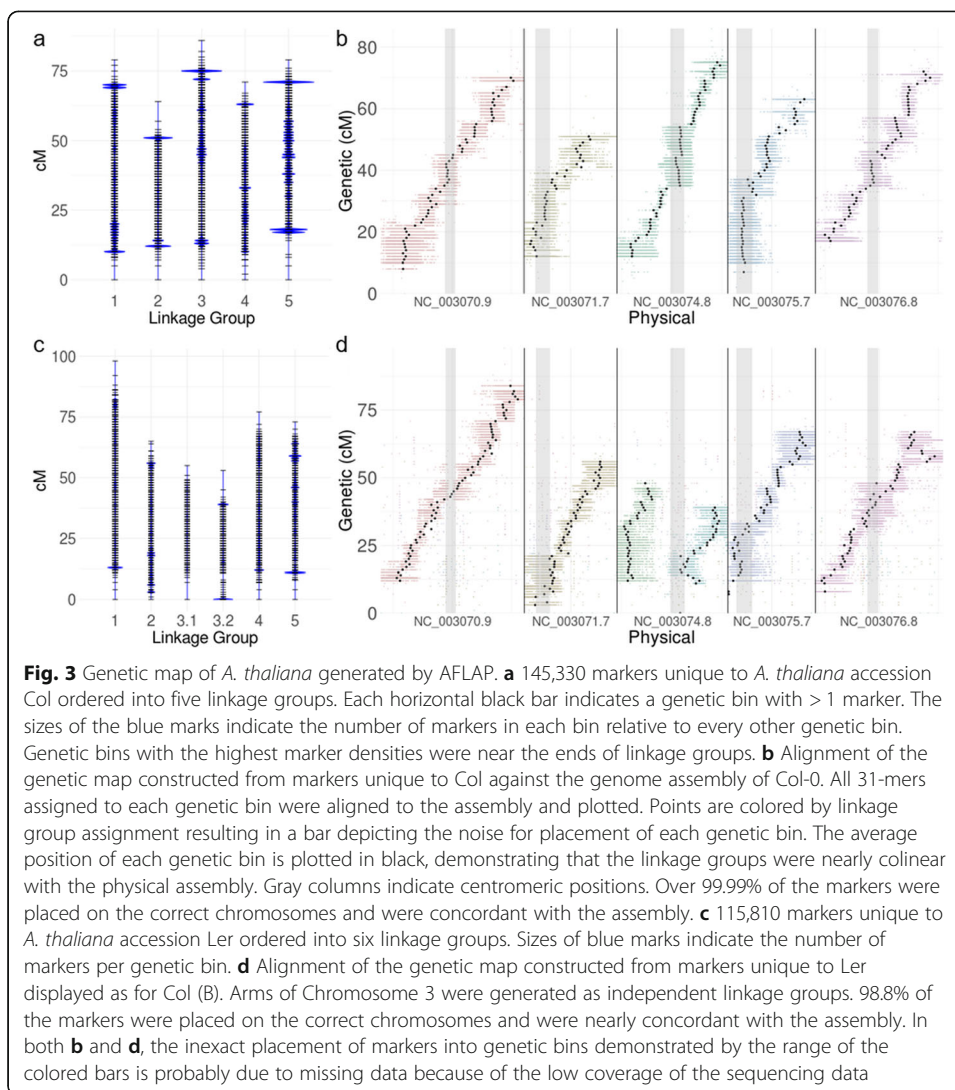 a
75
50
25
0
cM
1 2 3 4 5
Linkage Group
b
80
60
40
20
0
Genetic (cM)
NC_003070.9 NC_003071.7 NC_003074.8 NC_003075.7 NC_003076.8
Physical
c
100
75
50
25
0
cM
1 2 3.1 3.2 4 5
Linkage Group
d
75
50
25
0
Genetic (cM)
NC_003070.9 NC_003071.7 NC_003074.8 NC_003075.7 NC_003076.8
Physical
Fig. 3 Genetic map of A. thaliana generated by AFLAP. a 145,330 markers unique to A. thaliana accession
Col ordered into five linkage groups. Each horizontal black bar indicates a genetic bin with > 1 marker. The
sizes of the blue marks indicate the number of markers in each bin relative to every other genetic bin.
Genetic bins with the highest marker densities were near the ends of linkage groups. b Alignment of the
genetic map constructed from markers unique to Col against the genome assembly of Col-0. All 31-mers
assigned to each genetic bin were aligned to the assembly and plotted. Points are colored by linkage
group assignment resulting in a bar depicting the noise for placement of each genetic bin. The average
position of each genetic bin is plotted in black, demonstrating that the linkage groups were nearly colinear
with the physical assembly. Gray columns indicate centromeric positions. Over 99.99% of the markers were
placed on the correct chromosomes and were concordant with the assembly. c 115,810 markers unique to
A. thaliana accession Ler ordered into six linkage groups. Sizes of blue marks indicate the number of
markers per genetic bin. d Alignment of the genetic map constructed from markers unique to Ler
displayed as for Col (B). Arms of Chromosome 3 were generated as independent linkage groups. 98.8% of
the markers were placed on the correct chromosomes and were nearly concordant with the assembly. In
both b and d, the inexact placement of markers into genetic bins demonstrated by the range of the
colored bars is probably due to missing data because of the low coverage of the sequencing data